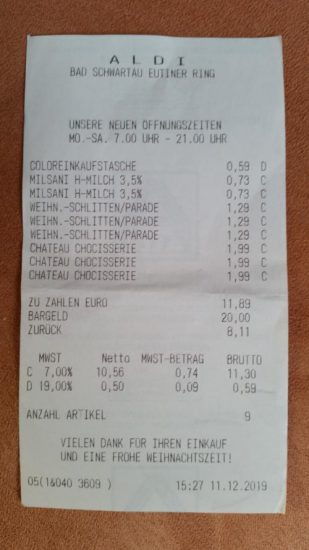 ALDI
BAD SCHWARTAU EUTINER RING
UNSERE NEUEN ÖFFNUNGSZEITEN
MO.-SA. 7.00 UHR - 21.00 UHR
COLOREINKAUFSTASCHE 0,59 D
MILSANI H-MILCH 3,5% 0,73 C
MILSANI H-MILCH 3,5% 0,73 C
WEIHN.-SCHLITTEN/PARADE 1,29 C
WEIHN.-SCHLITTEN/PARADE 1,29 C
WEIHN.-SCHLITTEN/PARADE 1,29 C
CHATEAU CHOCISSERIE 1,99 C
CHATEAU CHOCISSERIE 1,99 C
CHATEAU CHOCISSERIE 1,99 C
ZU ZAHLEN EURO 11,89
BARGELD 20,00
ZURÜCK 8,11
MWST Netto MWST-BETRAG BRUTTO
C 7,00% 10,56 0,74 11,30
D 19,00% 0,50 0,09 0,59
ANZAHL ARTIKEL 9
VIELEN DANK FÜR IHREN EINKAUF
UND EINE FROHE WEIHNACHTSZEIT!
05(1&040 3609 ) 15:27 11.12.2019